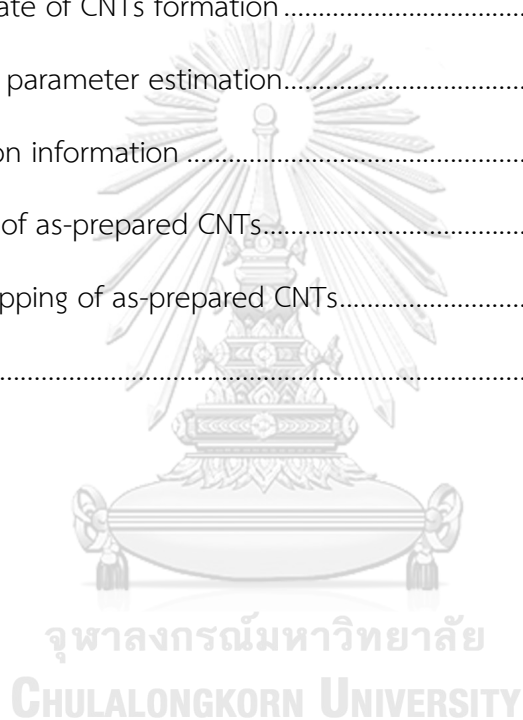 ate of CNTs formation ..........................................
parameter estimation..........................................
on information ..........................................................
of as-prepared CNTs.............................................
pping of as-prepared CNTs................................
..........................................................................................
จุฬาลงกรณ์มหาวิทยาลัย
CHULALONGKORN UNIVERSITY